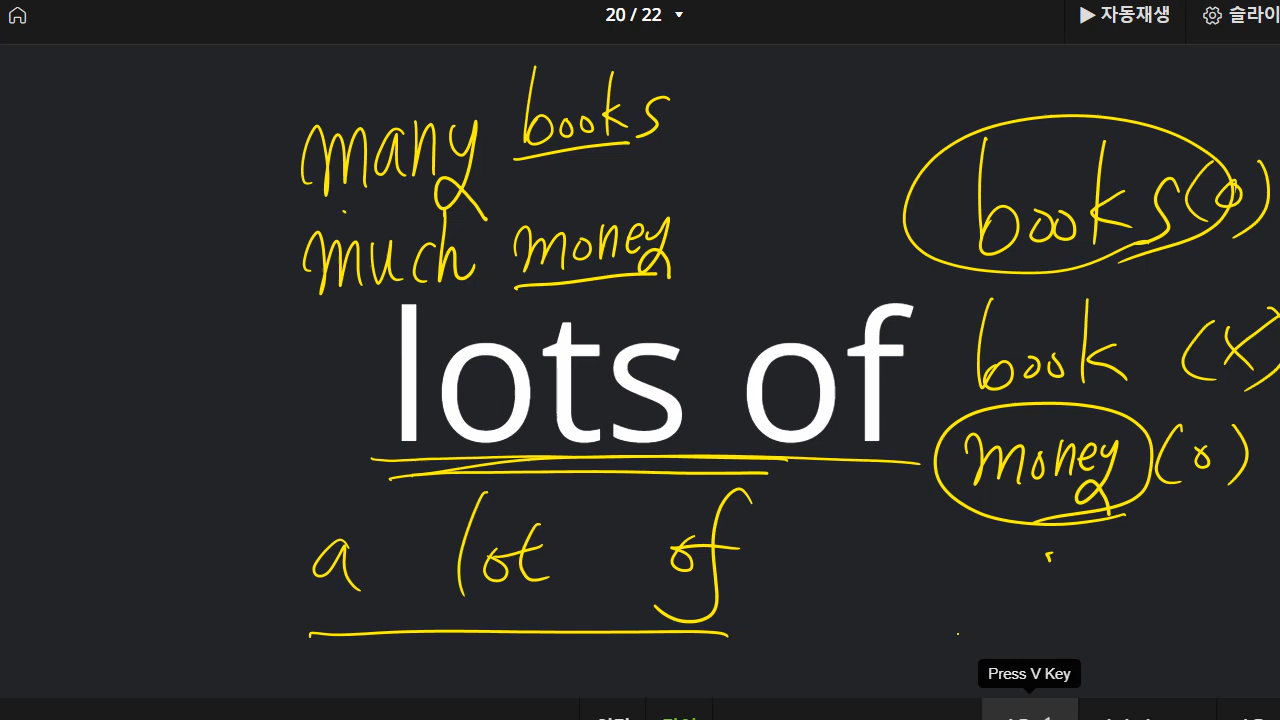 20 / 22
▶ 자동재생
슬라이
many books
much money
lots of
a lot of
books (o)
book (x)
money (o)
Press V Key